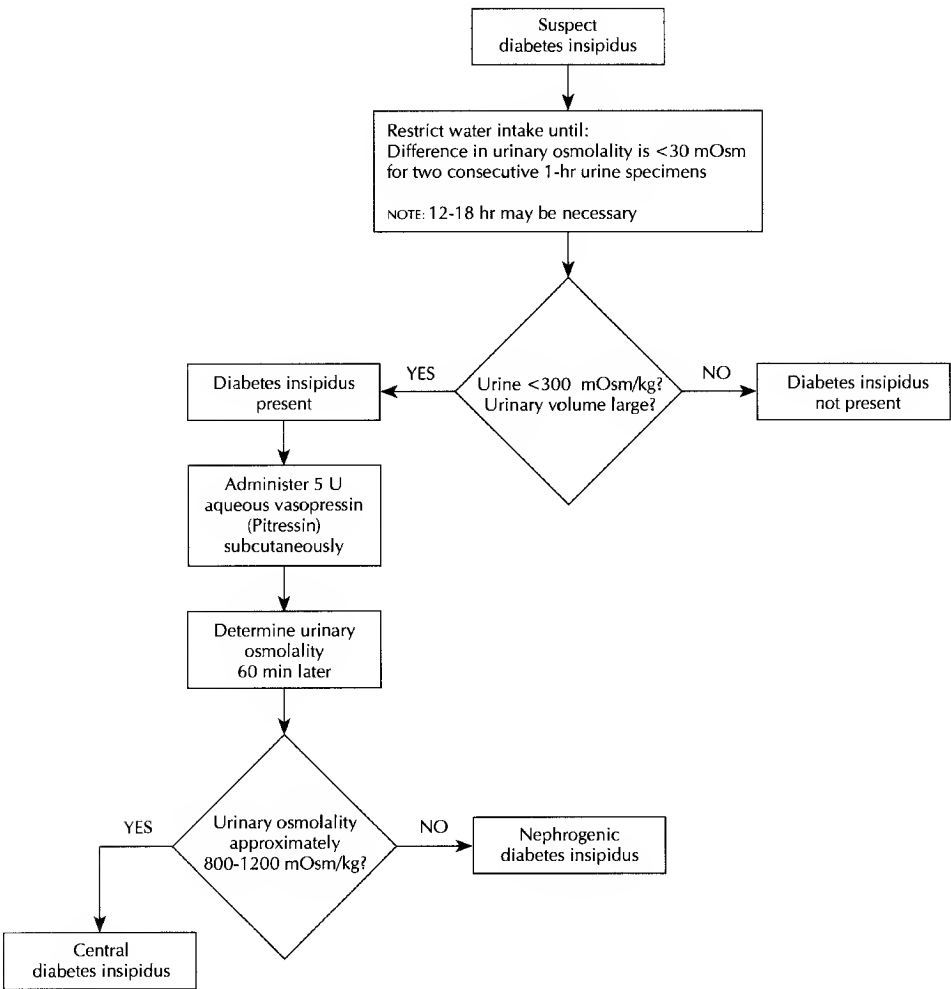 Suspect
diabetes insipidus
Restrict water intake until:
Difference in urinary osmolality is <30 mOsm
for two consecutive 1-hr urine specimens
NOTE: 12-18 hr may be necessary
YES
Urine <300 mOsm/kg?
Urinary volume large?
NO
Diabetes insipidus
present
Diabetes insipidus
not present
Administer 5 U
aqueous vasopressin
(Pitressin)
subcutaneously
Determine urinary
osmolality
60 min later
YES
Urinary osmolality
approximately
800-1200 mOsm/kg?
NO
Nephrogenic
diabetes insipidus
Central
diabetes insipidus